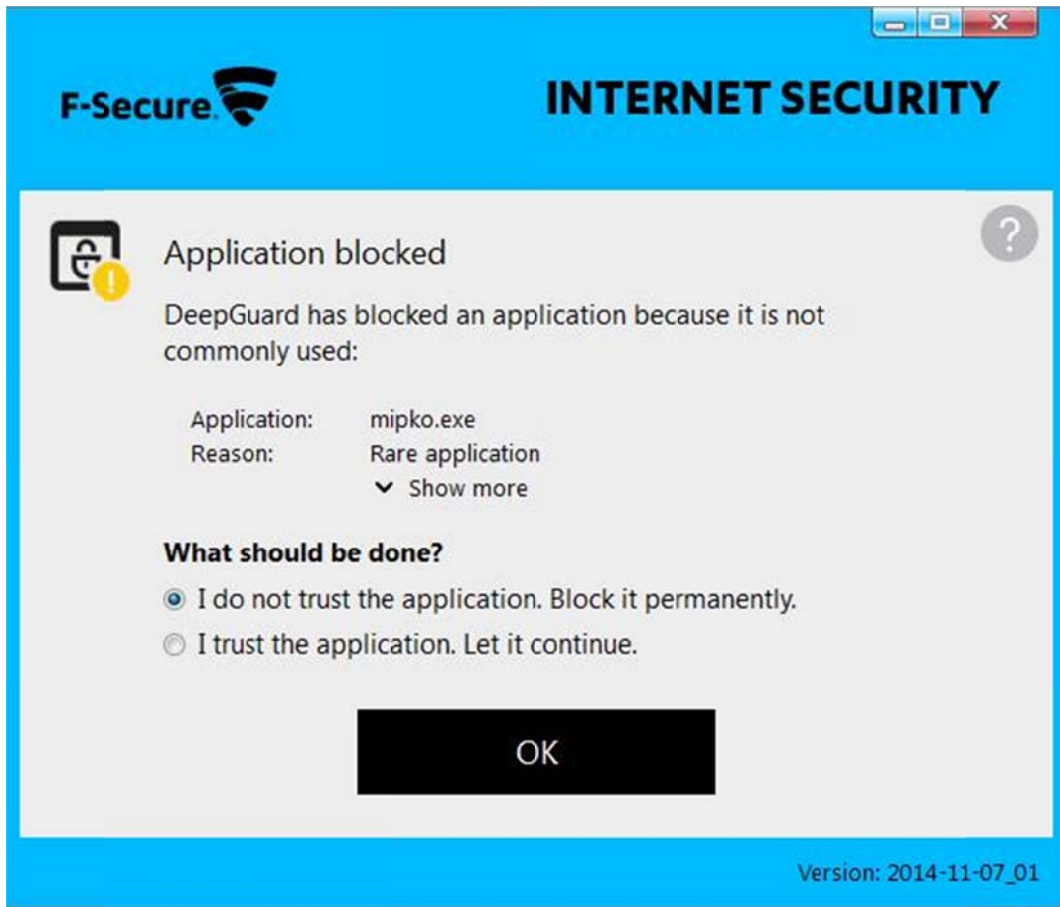 F-Secure.
INTERNET SECURITY
?
Application blocked
DeepGuard has blocked an application because it is not
commonly used:
Application: mipko.exe
Reason: Rare application
Show more
What should be done?
I do not trust the application. Block it permanently.
I trust the application. Let it continue.
OK
Version: 2014-11-07_01